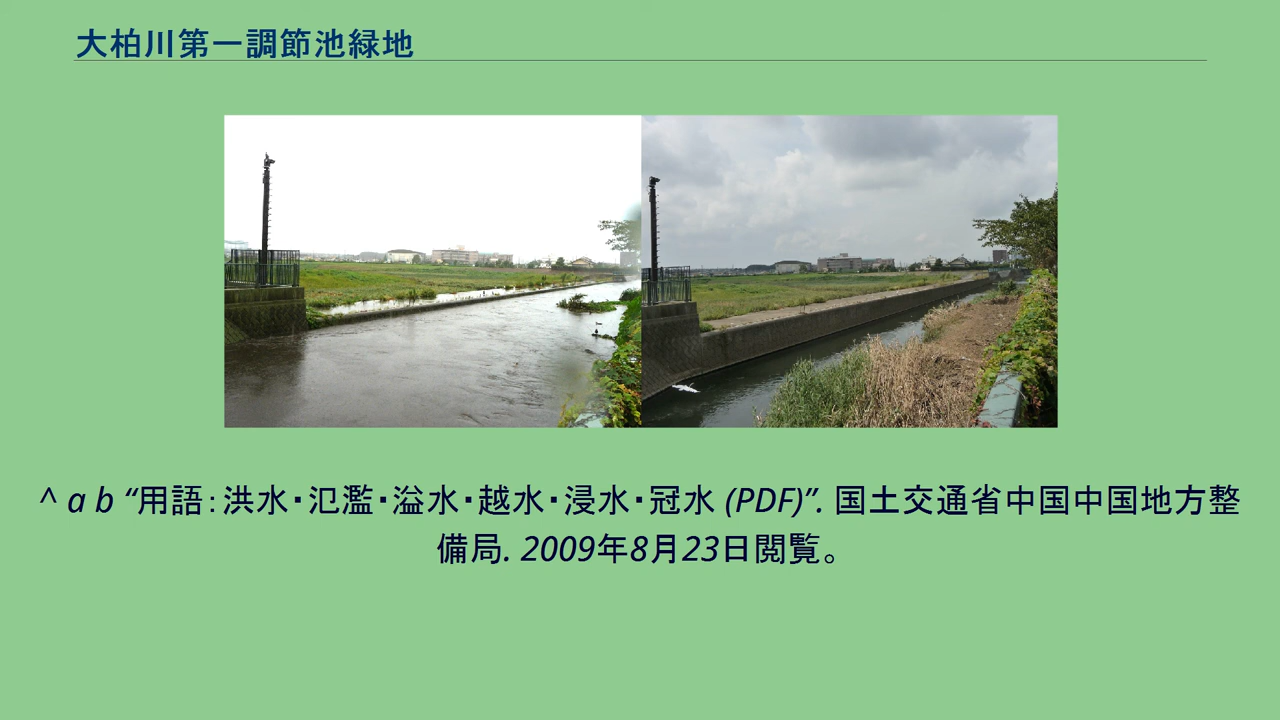 大柏川第一調節池緑地
^ a b “用語：洪水・氾濫・溢水・越水・浸水・冠水 (PDF)”. 国土交通省中国中国地方整
備局. 2009年8月23日閲覧。